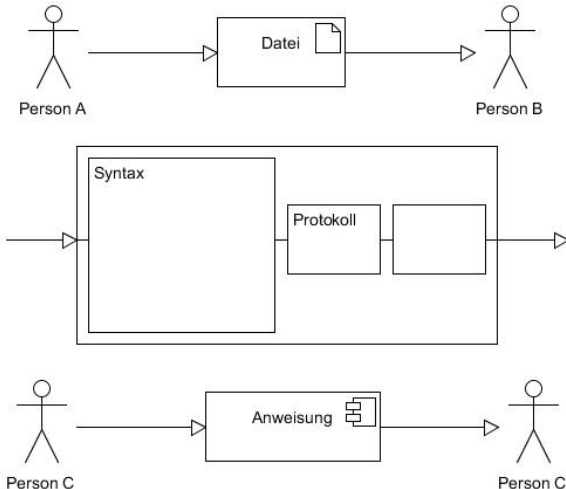 Datei
Person A
Person B
Syntax
Protokoll
Anweisung
Person C
Person C